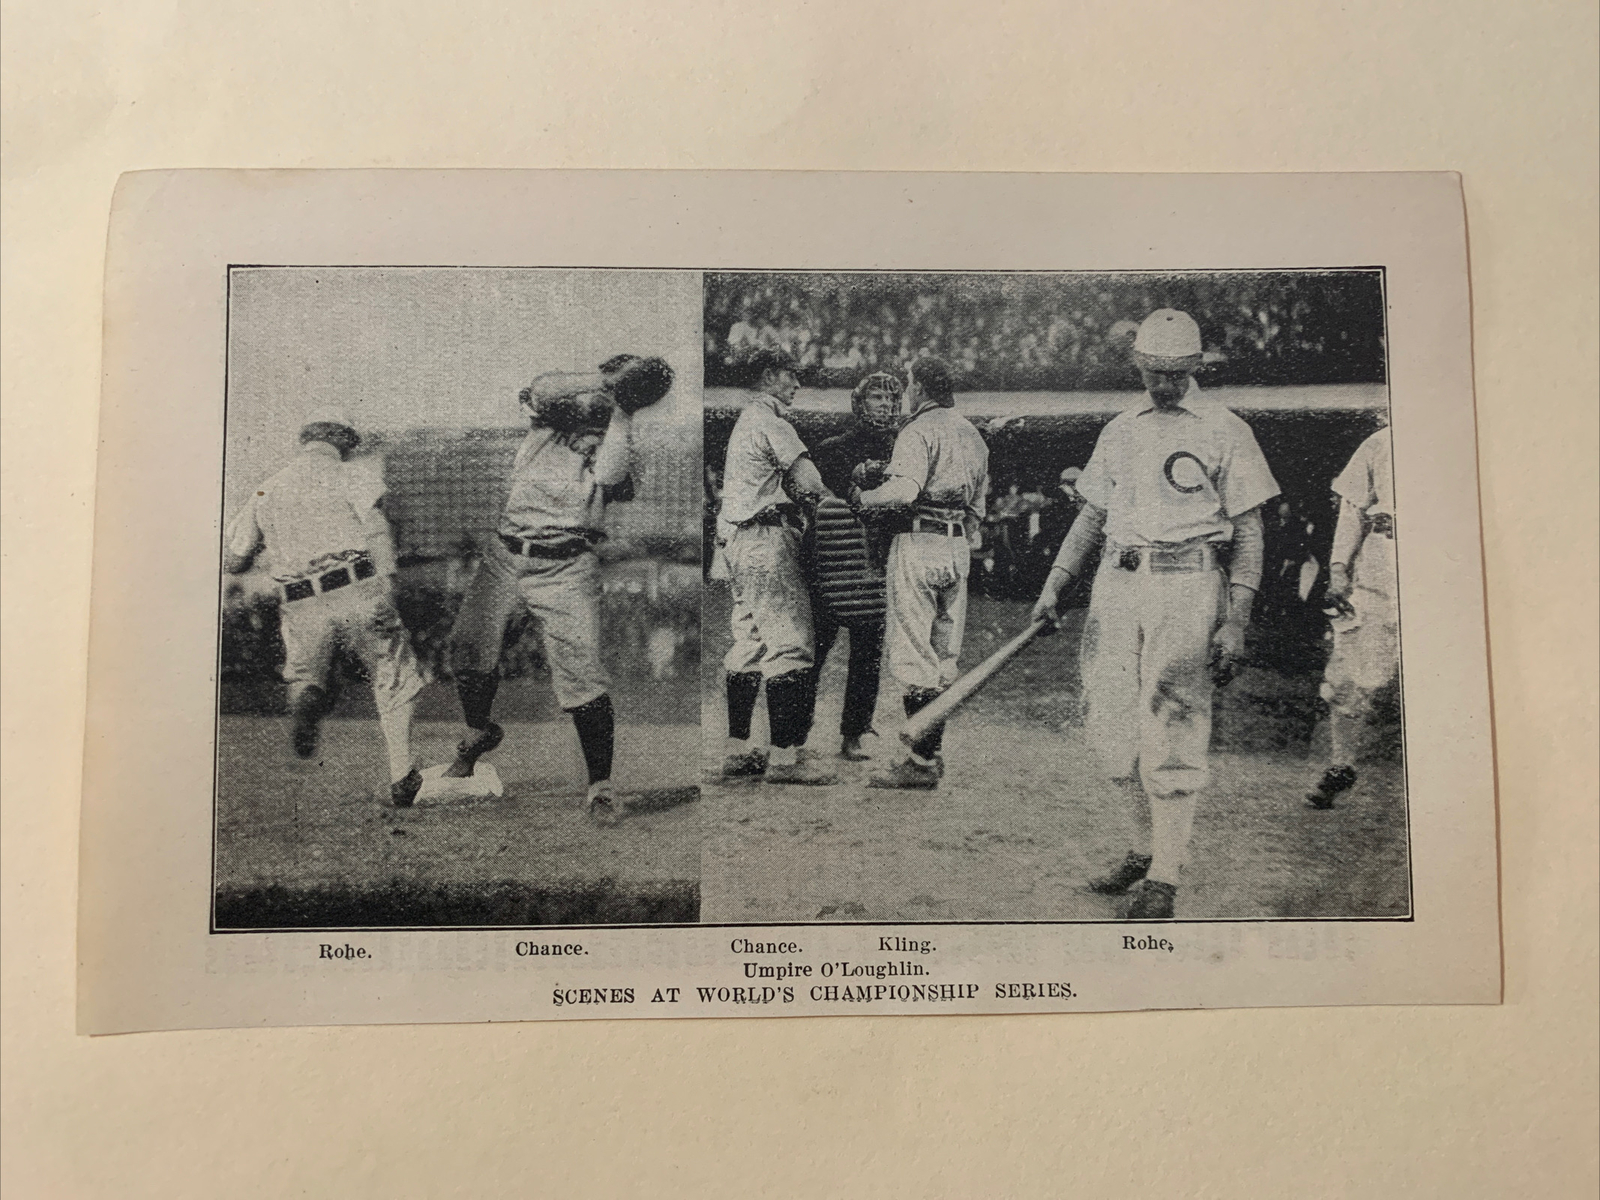 Rohe. Chance. Chance. Kling. Rohe.
Umpire O'Loughlin.
SCENES AT WORLD'S CHAMPIONSHIP SERIES.
C